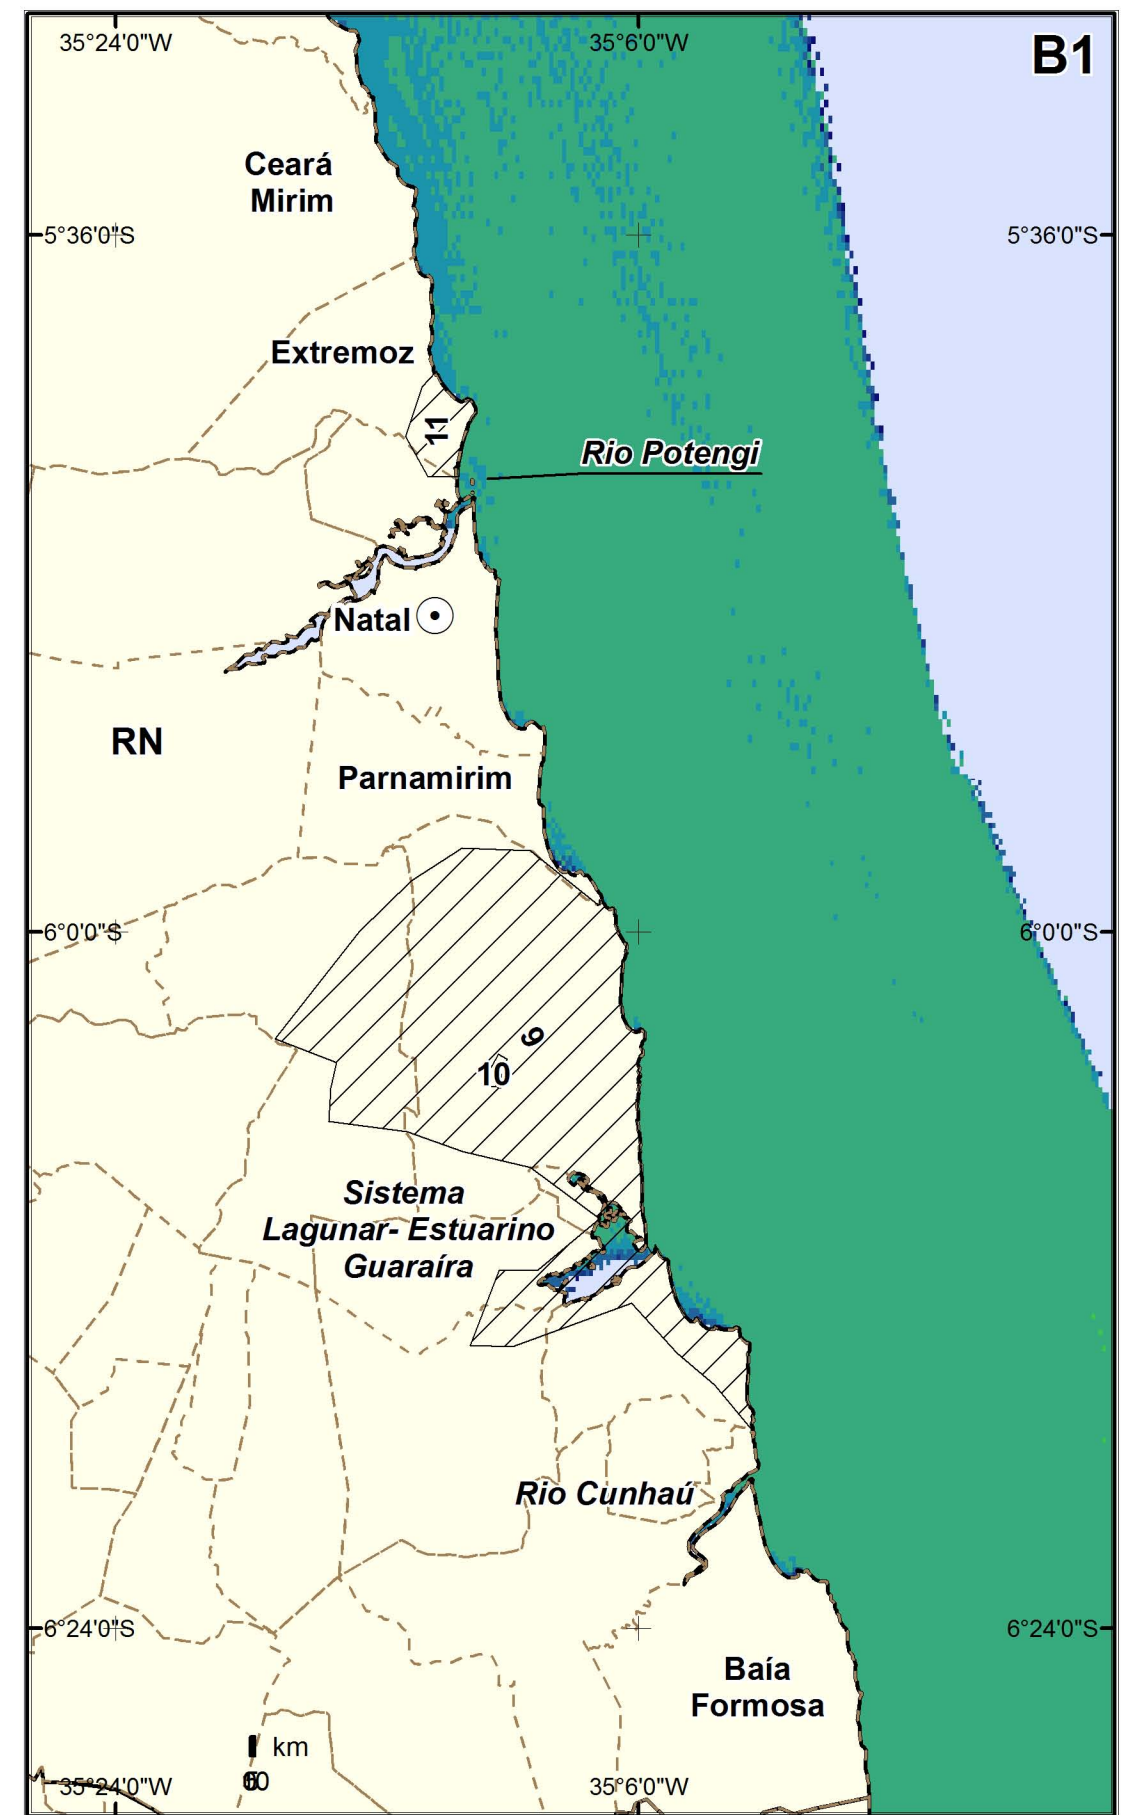 35°24'0"W
35°6'0"W
B1
Ceará
Mirim
5°36'0"S
5°36'0"S
Extremoz
11
Rio Potengi
Natal
RN
Parnamirim
6°0'0"S
6°0'0"S
9
10
Sistema
Lagunar- Estuarino
Guaraíra
Rio Cunhaú
6°24'0"S
6°24'0"S
Baía
Formosa
km
35°24'0"W
35°6'0"W